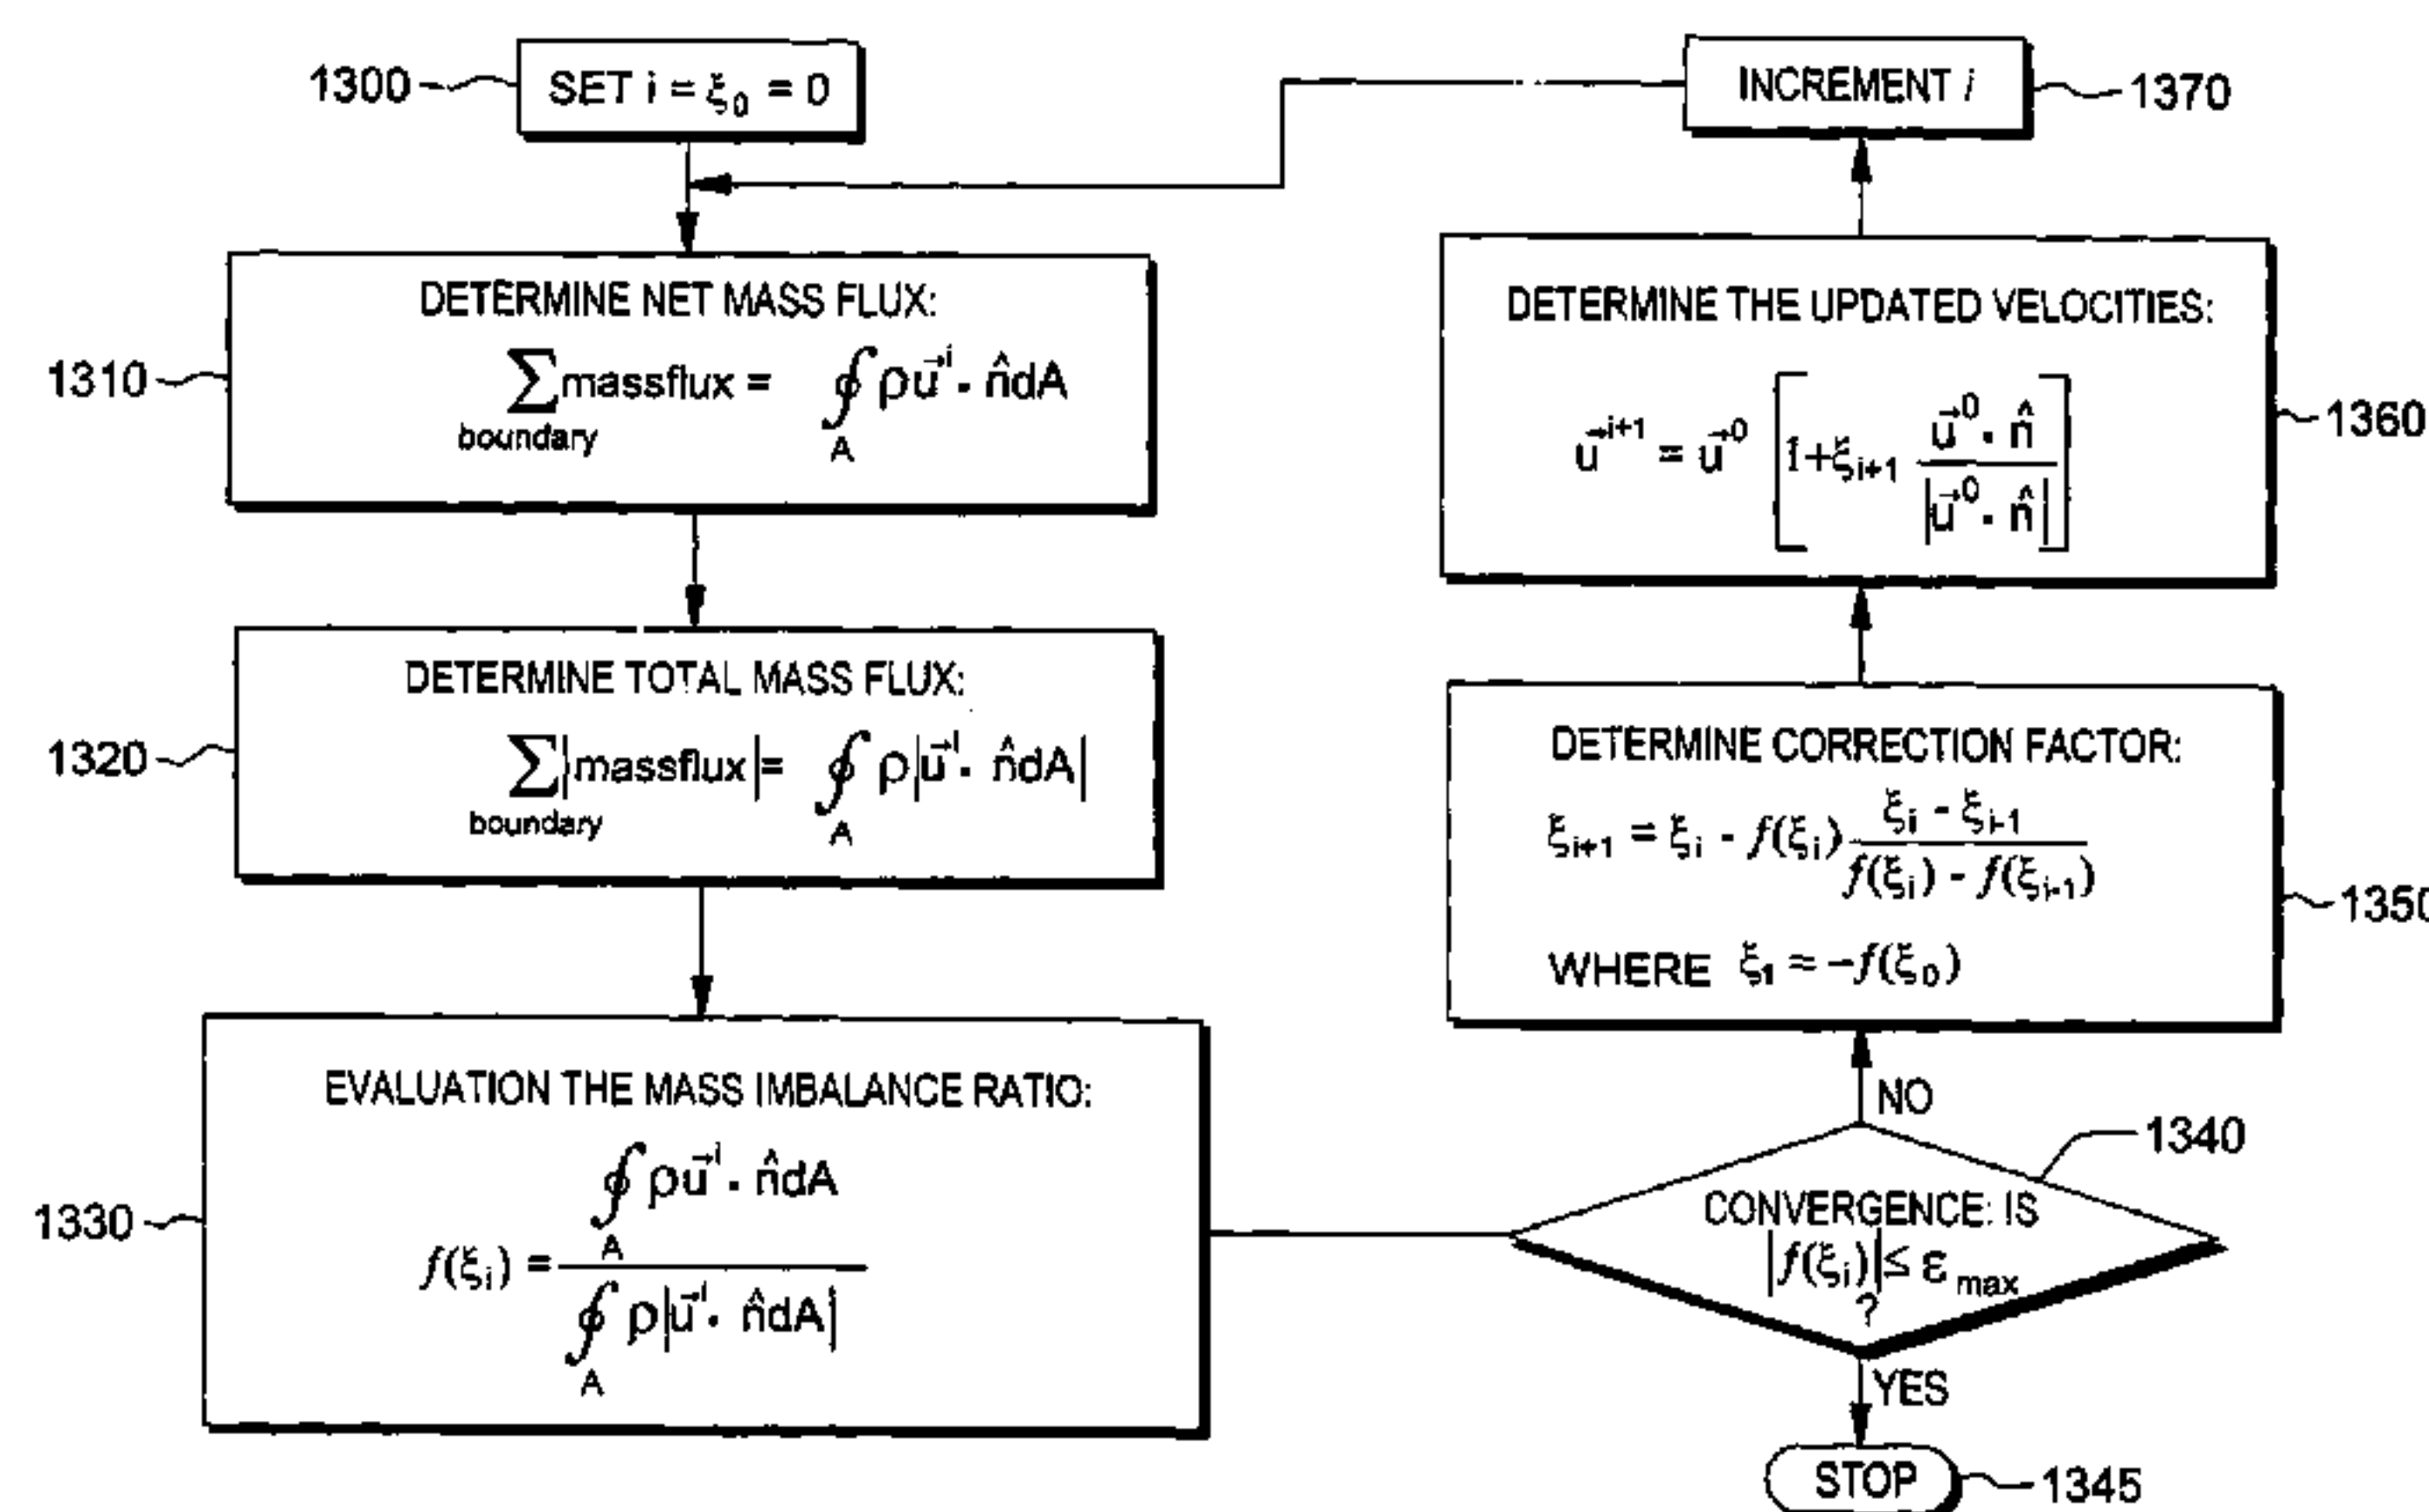 1300
SET i = ξ₀ = 0
1310
DETERMINE NET MASS FLUX:
∑ massflux = ∮ ρu⃗ⁱ · n̂dA
boundary A
1320
DETERMINE TOTAL MASS FLUX:
∑ |massflux| = ∮ ρ|u⃗ⁱ · n̂dA|
boundary A
1330
EVALUATION THE MASS IMBALANCE RATIO:
∮ ρu⃗ⁱ · n̂dA
A
f(ξᵢ) =
∮ ρ|u⃗ⁱ · n̂dA|
A
1340
CONVERGENCE: IS
|f(ξᵢ)| ≤ ε max
?
YES
STOP
1345
NO
1350
DETERMINE CORRECTION FACTOR:
ξᵢ₊₁ = ξᵢ - f(ξᵢ) (ξᵢ - ξᵢ₋₁) / (f(ξᵢ) - f(ξᵢ₋₁))
WHERE ξ₁ = -f(ξ₀)
1360
DETERMINE THE UPDATED VELOCITIES:
u⃗ⁱ⁺¹ = u⃗⁰ [1+ξᵢ₊₁ u⃗⁰ · n̂ / |u⃗⁰ · n̂|]
INCREMENT i
1370